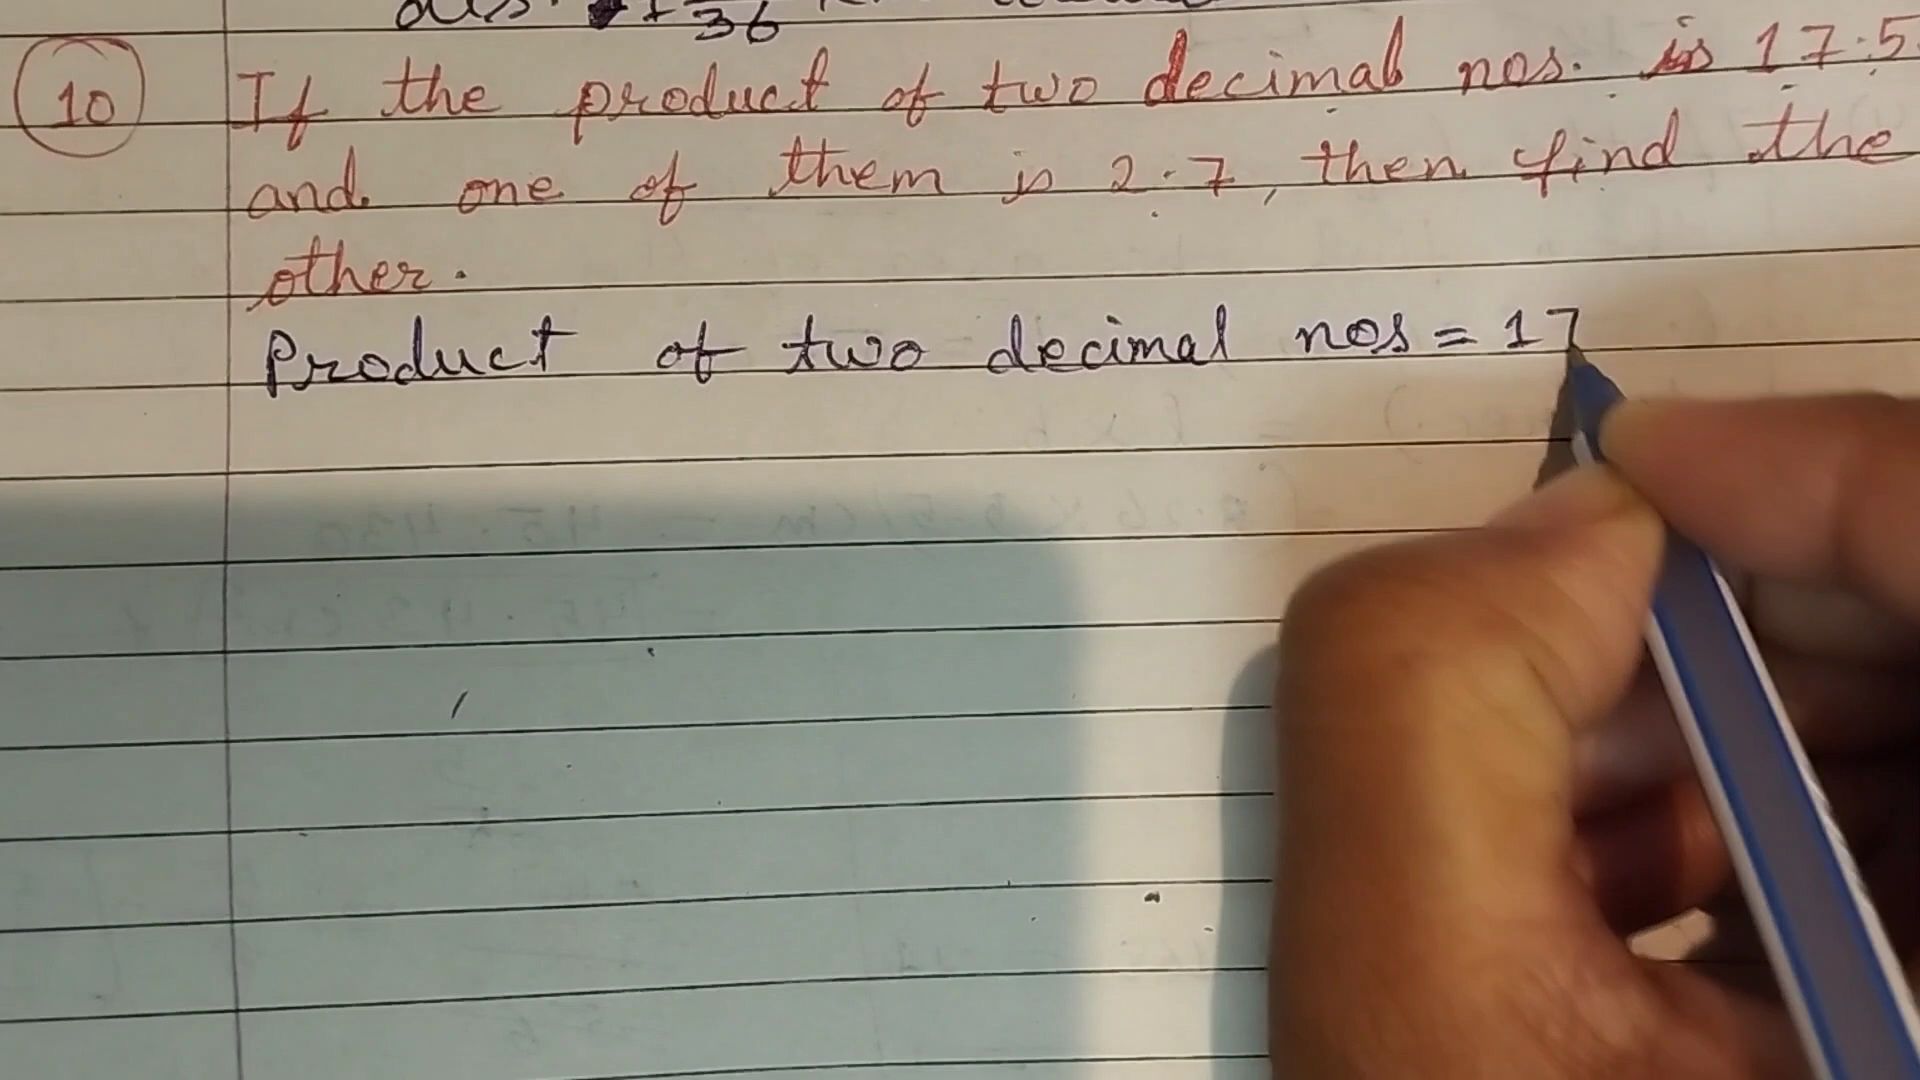 10 If the product of two decimal nos. is 17.5
and one of them is 2.7, then find the
other.
Product of two decimal nos = 17